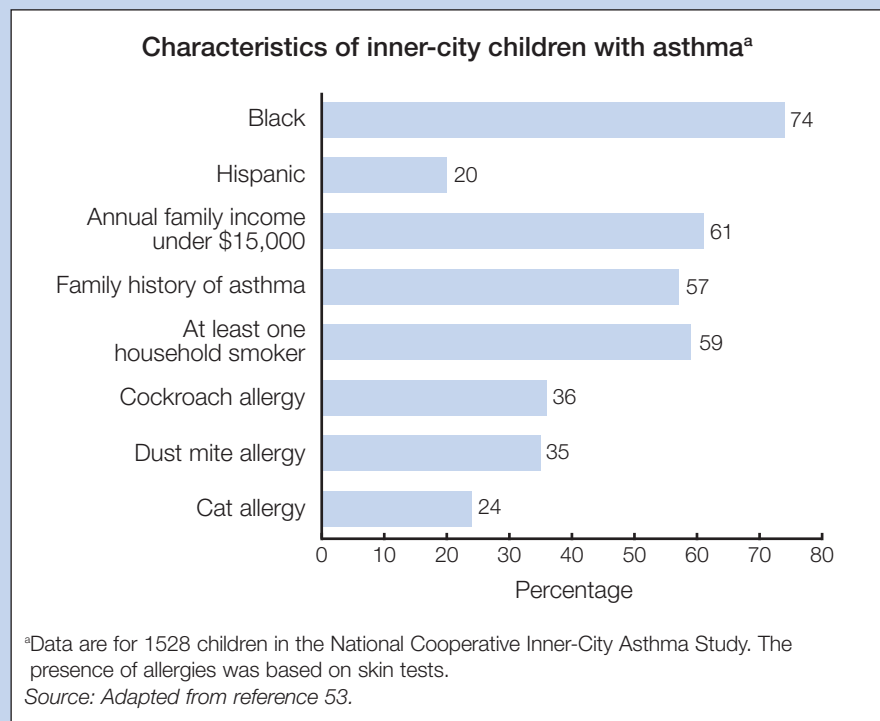 Characteristics of inner-city children with asthmaᵃ
Black
74
Hispanic
20
Annual family income
under $15,000
61
Family history of asthma
57
At least one
household smoker
59
Cockroach allergy
36
Dust mite allergy
35
Cat allergy
24
0 10 20 30 40 50 60 70 80
Percentage
ᵃData are for 1528 children in the National Cooperative Inner-City Asthma Study. The
presence of allergies was based on skin tests.
Source: Adapted from reference 53.